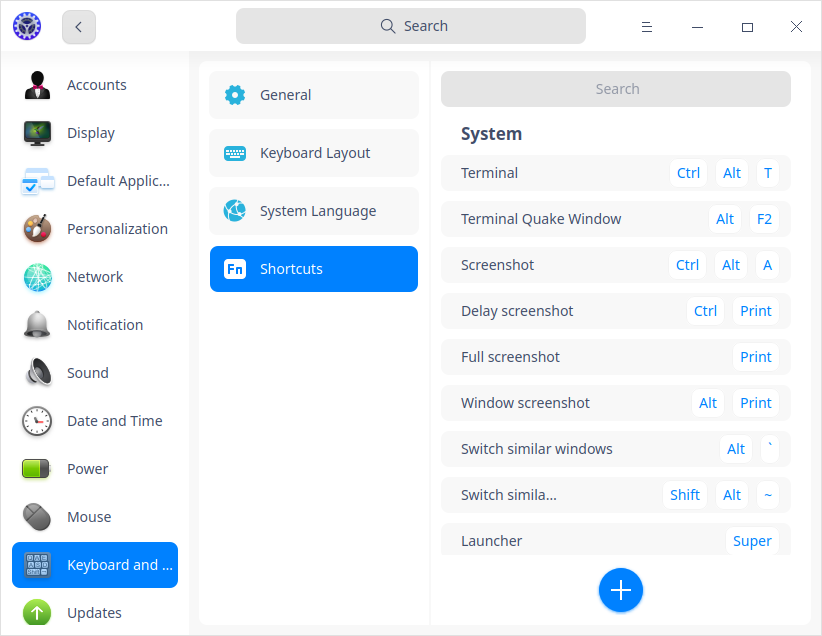 Search
Accounts
Display
Default Applic...
Personalization
Network
Notification
Sound
Date and Time
Power
Mouse
Keyboard and ...
Updates
General
Keyboard Layout
System Language
Fn Shortcuts
Search
System
Terminal Ctrl Alt T
Terminal Quake Window Alt F2
Screenshot Ctrl Alt A
Delay screenshot Ctrl Print
Full screenshot Print
Window screenshot Alt Print
Switch similar windows Alt `
Switch simila... Shift Alt ~
Launcher Super